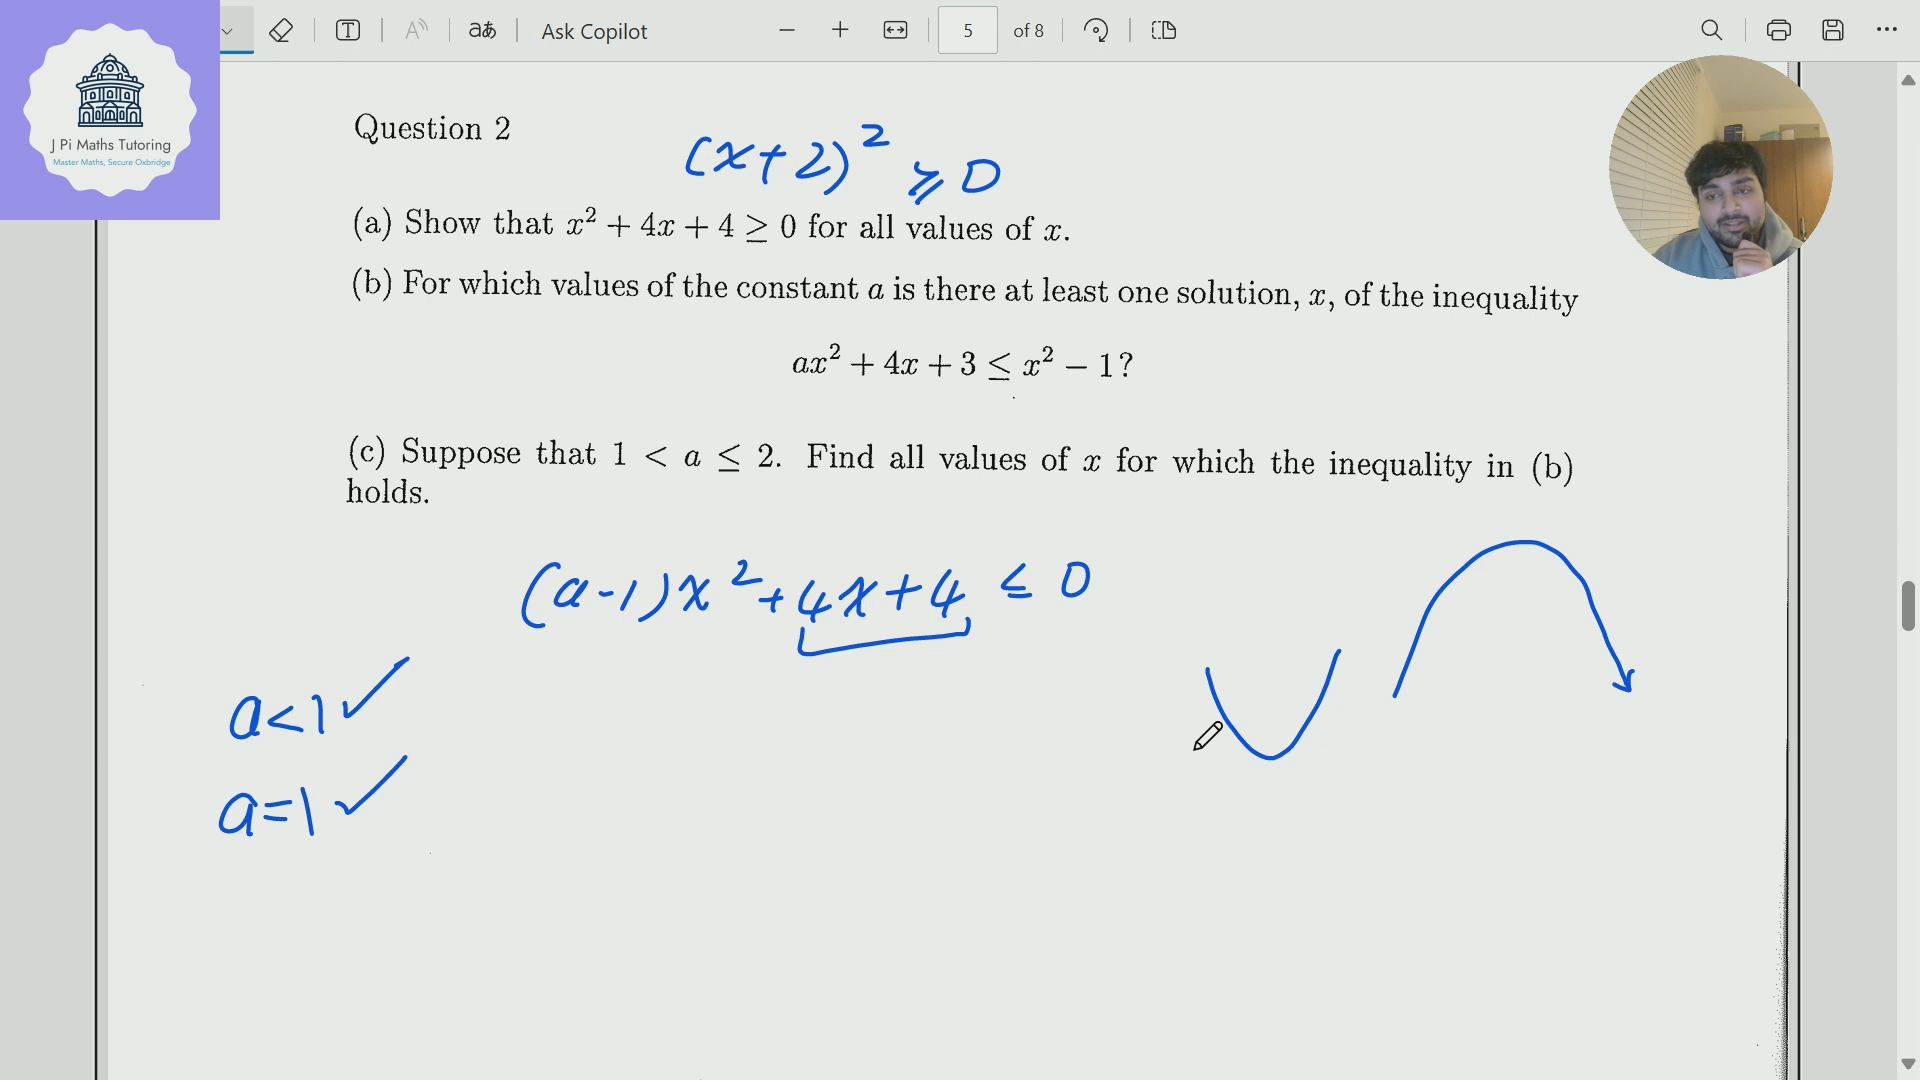 Ask Copilot
5 of 8
J Pi Maths Tutoring
Master Maths, Secure Oxbridge
Question 2
(x+2)² ⩾ 0
(a) Show that x² + 4x + 4 ≥ 0 for all values of x.
(b) For which values of the constant a is there at least one solution, x, of the inequality
ax² + 4x + 3 ≤ x² − 1?
(c) Suppose that 1 < a ≤ 2. Find all values of x for which the inequality in (b)
holds.
(a-1)x²+4x+4 ≤ 0
a<1 ✓
a=1 ✓